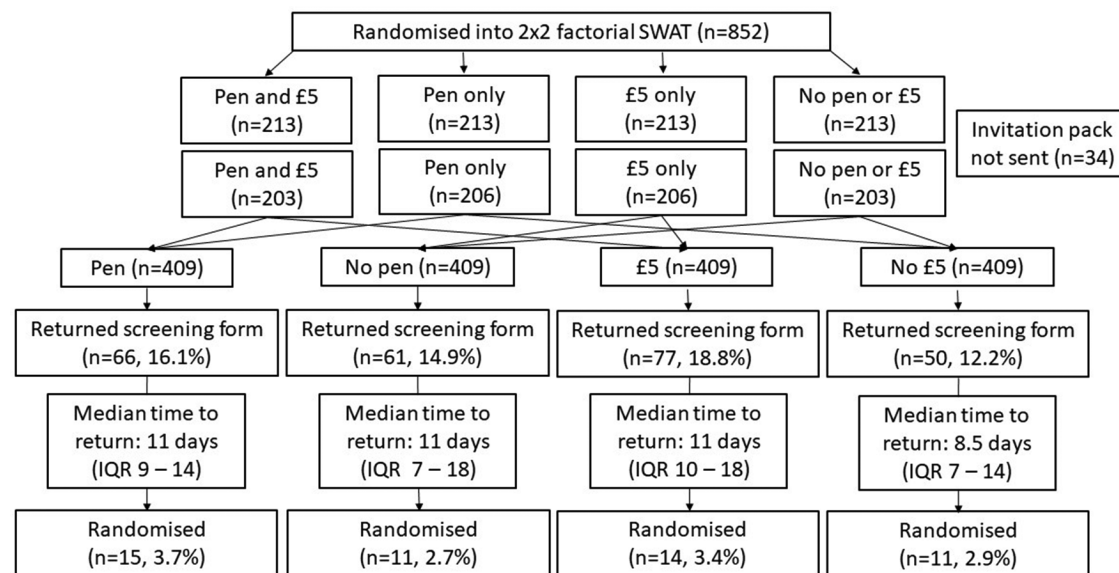 Randomised into 2x2 factorial SWAT (n=852)
Pen and £5
(n=213)
Pen only
(n=213)
£5 only
(n=213)
No pen or £5
(n=213)
Invitation pack
not sent (n=34)
Pen and £5
(n=203)
Pen only
(n=206)
£5 only
(n=206)
No pen or £5
(n=203)
Pen (n=409)
No pen (n=409)
£5 (n=409)
No £5 (n=409)
Returned screening form
(n=66, 16.1%)
Returned screening form
(n=61, 14.9%)
Returned screening form
(n=77, 18.8%)
Returned screening form
(n=50, 12.2%)
Median time to
return: 11 days
(IQR 9 – 14)
Median time to
return: 11 days
(IQR 7 – 18)
Median time to
return: 11 days
(IQR 10 – 18)
Median time to
return: 8.5 days
(IQR 7 – 14)
Randomised
(n=15, 3.7%)
Randomised
(n=11, 2.7%)
Randomised
(n=14, 3.4%)
Randomised
(n=11, 2.9%)